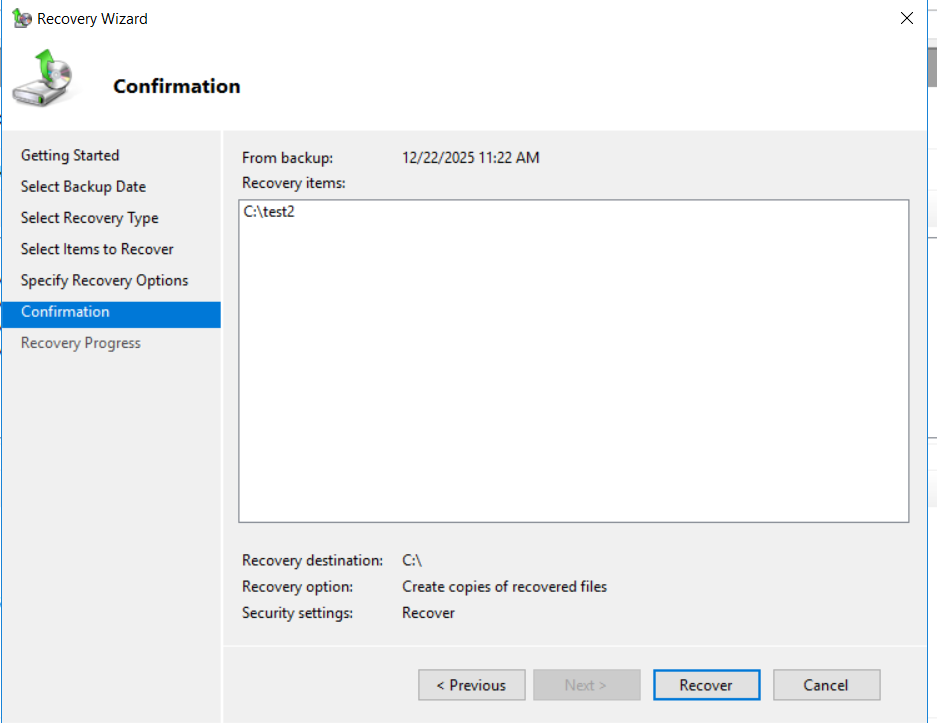 Recovery Wizard
Confirmation
Getting Started
Select Backup Date
Select Recovery Type
Select Items to Recover
Specify Recovery Options
Confirmation
Recovery Progress
From backup: 12/22/2025 11:22 AM
Recovery items:
C:\test2
Recovery destination: C:\
Recovery option: Create copies of recovered files
Security settings: Recover
< Previous Next > Recover Cancel